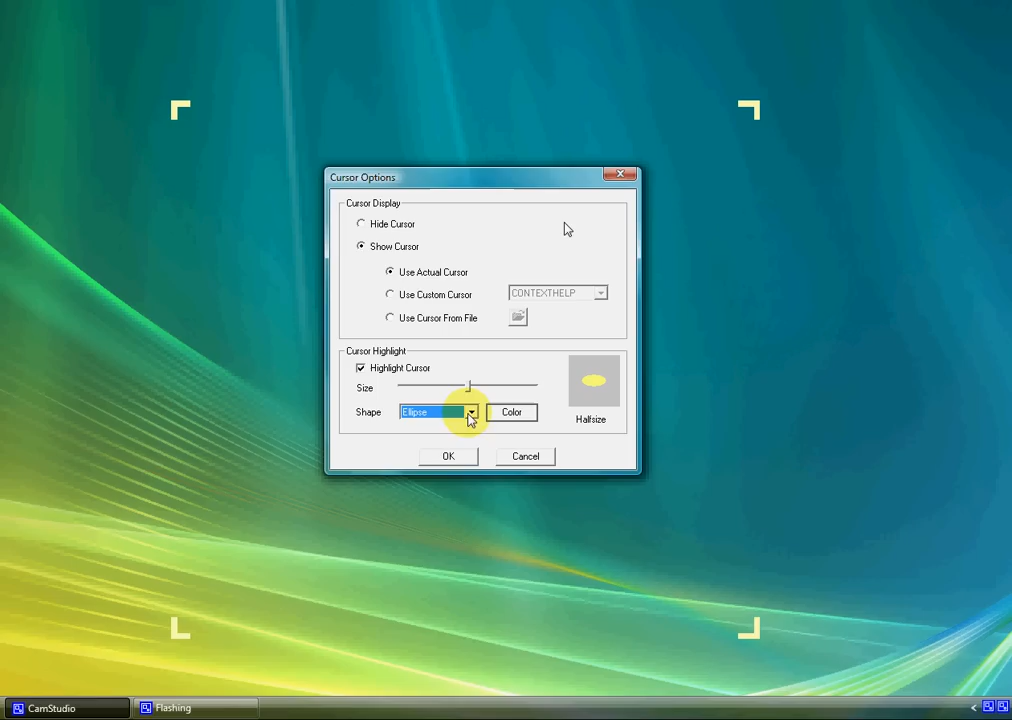 Cursor Options
Cursor Display
Hide Cursor
Show Cursor
Use Actual Cursor
Use Custom Cursor
CONTEXTHELP
Use Cursor From File
Cursor Highlight
Highlight Cursor
Size
Shape
Ellipse
Color
Halfsize
OK
Cancel
CamStudio
Flashing